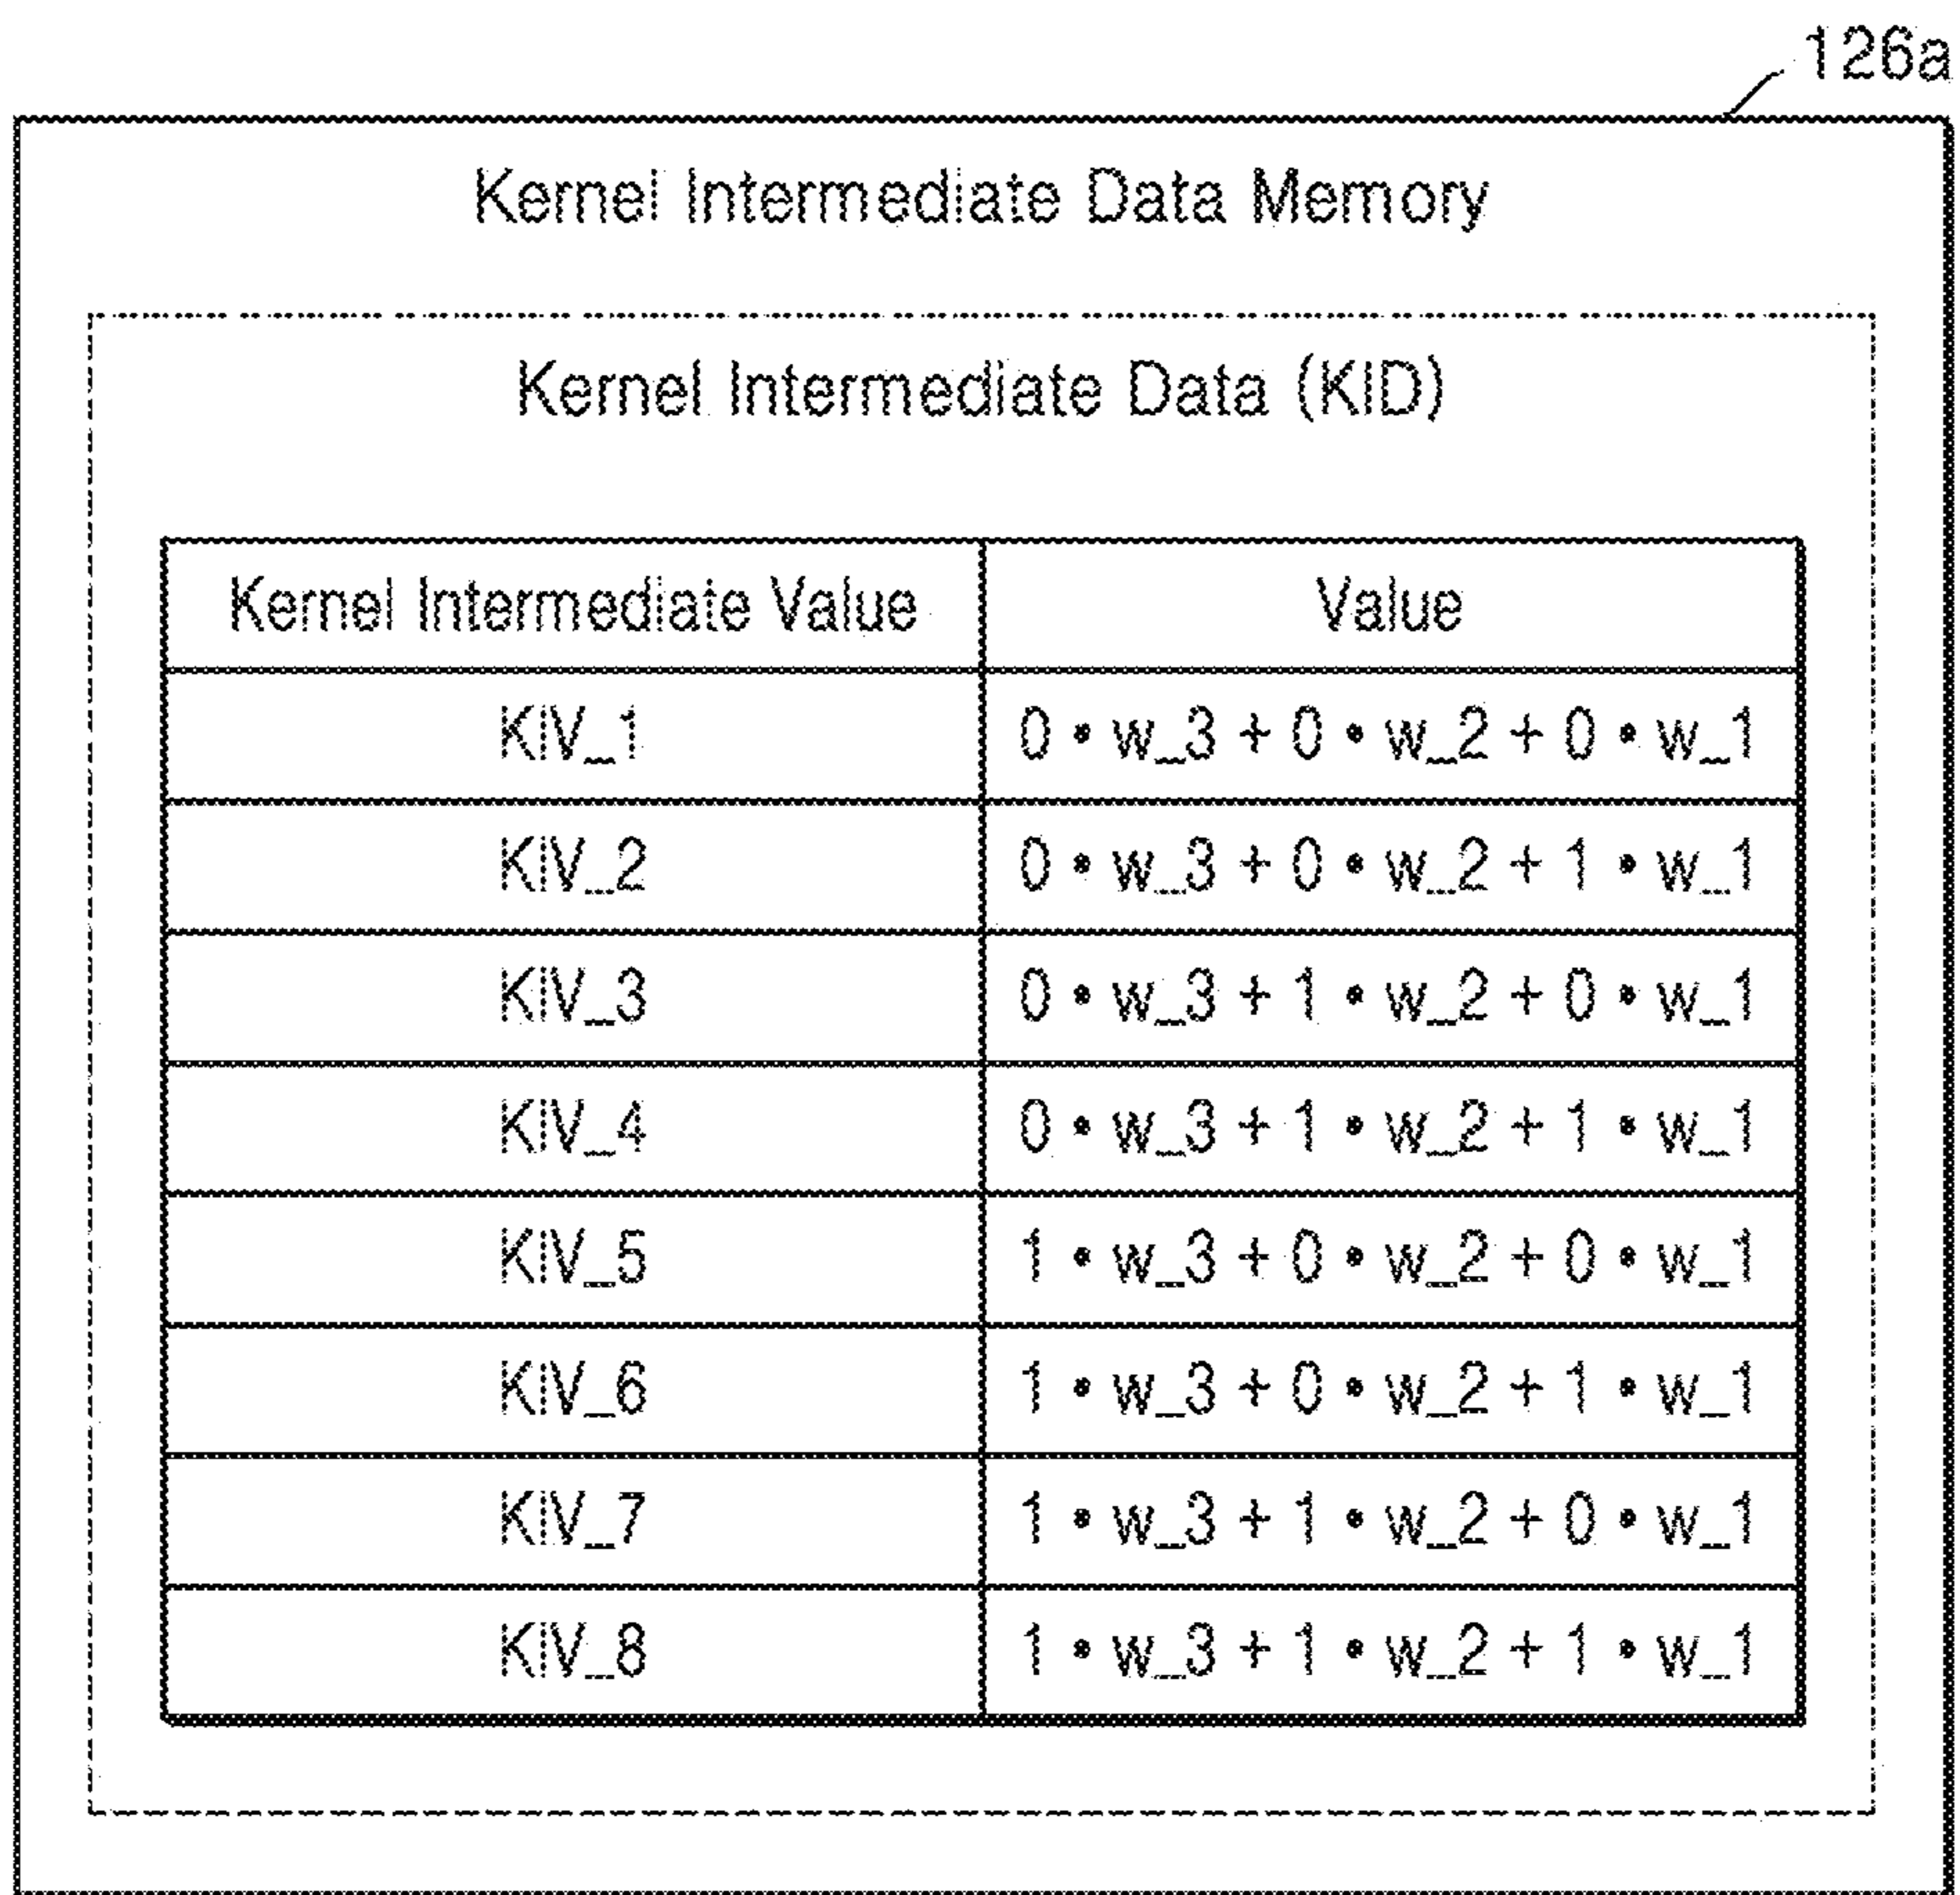 126a
Kernel Intermediate Data Memory
Kernel Intermediate Data (KID)
Kernel Intermediate Value Value
KIV_1 0 • w_3 + 0 • w_2 + 0 • w_1
KIV_2 0 • w_3 + 0 • w_2 + 1 • w_1
KIV_3 0 • w_3 + 1 • w_2 + 0 • w_1
KIV_4 0 • w_3 + 1 • w_2 + 1 • w_1
KIV_5 1 • w_3 + 0 • w_2 + 0 • w_1
KIV_6 1 • w_3 + 0 • w_2 + 1 • w_1
KIV_7 1 • w_3 + 1 • w_2 + 0 • w_1
KIV_8 1 • w_3 + 1 • w_2 + 1 • w_1